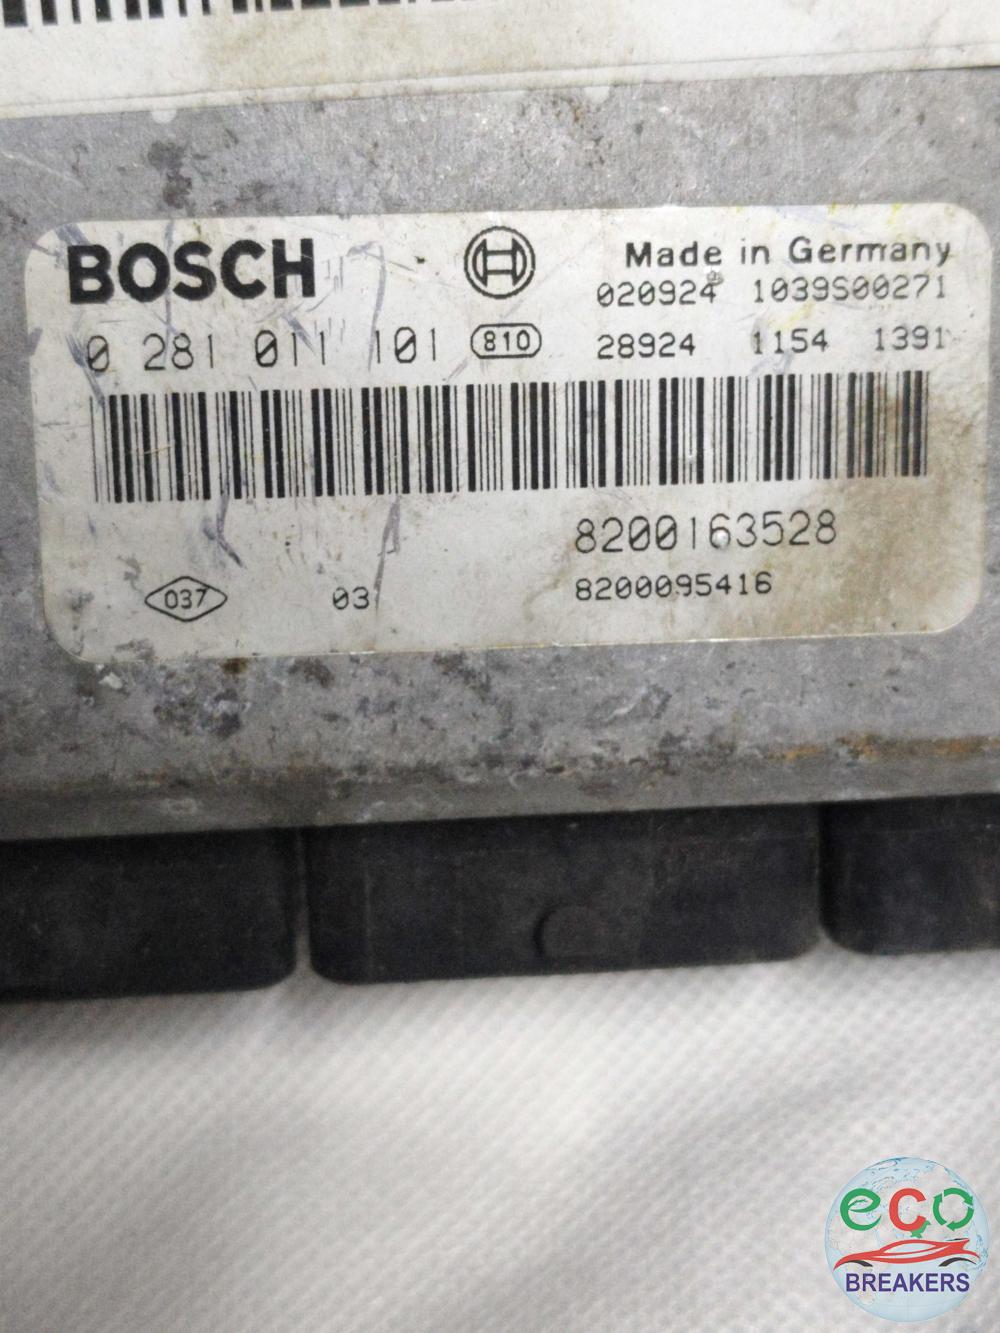 BOSCH
Made in Germany
020924 1039S00271
0 281 011 101 810 28924 1154 1391
8200163528
037 03 8200095416
eco
BREAKERS